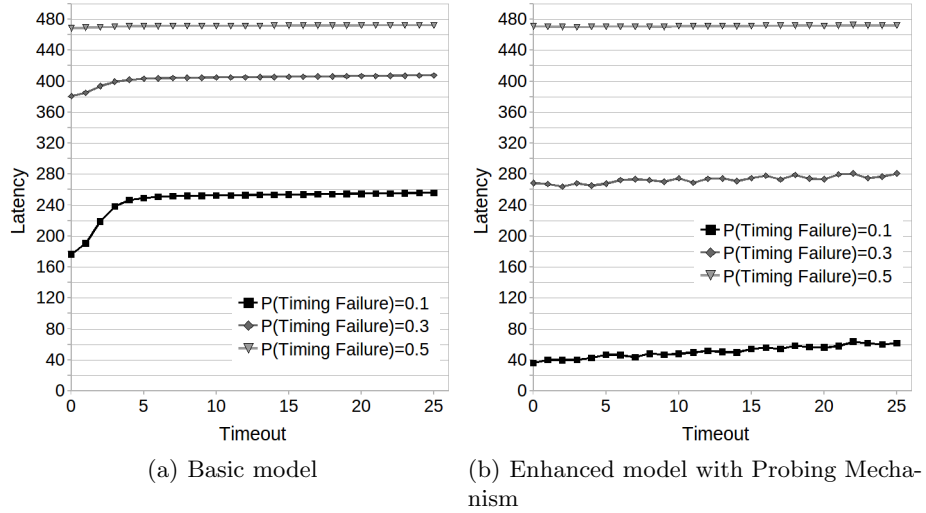 480
440
400
360
320
280
240
200
160
120
80
40
0
Latency
0 5 10 15 20 25
Timeout
P(Timing Failure)=0.1
P(Timing Failure)=0.3
P(Timing Failure)=0.5
(a) Basic model
480
440
400
360
320
280
240
200
160
120
80
40
0
Latency
0 5 10 15 20 25
Timeout
P(Timing Failure)=0.1
P(Timing Failure)=0.3
P(Timing Failure)=0.5
(b) Enhanced model with Probing Mecha-
nism